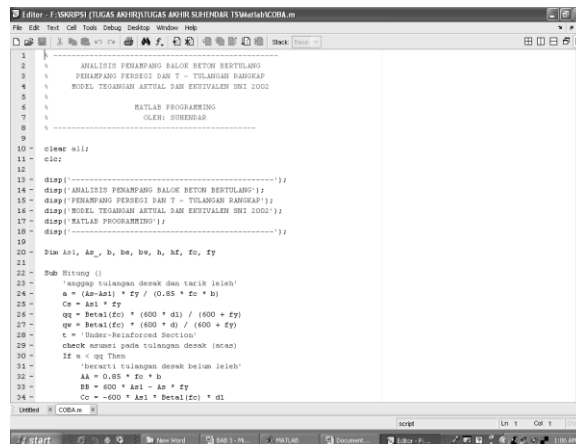 Editor - F:\SKRIPSI (TUGAS AKHIR)\TUGAS AKHIR SUHENDAR TS\Matlab\COBA.m
File Edit Text Cell Tools Debug Desktop Window Help
Stack: Base
1 % --------------------------------------------------
2 % ANALISIS PENAMPANG BALOK BETON BERTULANG
3 % PENAMPANG PERSEGI DAN T - TULANGAN RANGKAP
4 % MODEL TEGANGAN AKTUAL DAN EKUIVALEN SNI 2002
5 %
6 % MATLAB PROGRAMMING
7 % OLEH: SUHENDAR
8 % --------------------------------------------------
9
10 - clear all;
11 - clc;
12
13 - disp('--------------------------------------------------');
14 - disp('ANALISIS PENAMPANG BALOK BETON BERTULANG');
15 - disp('PENAMPANG PERSEGI DAN T - TULANGAN RANGKAP');
16 - disp('MODEL TEGANGAN AKTUAL DAN EKUIVALEN SNI 2002');
17 - disp('MATLAB PROGRAMMING');
18 - disp('--------------------------------------------------');
19
20 - Dim As1, As_, b, be, bw, h, hf, fc, fy
21
22 - Sub Hitung ()
23 - 'anggap tulangan desak dan tarik leleh'
24 - a = (As-As1) * fy / (0.85 * fc * b)
25 - Cs = As1 * fy
26 - qq = Beta1(fc) * (600 * d1) / (600 + fy)
27 - qw = Beta1(fc) * (600 * d) / (600 + fy)
28 - t = 'Under-Reinforced Section'
29 - check asumsi pada tulangan desak (atas)
30 - If a < qq Then
31 - 'berarti tulangan desak belum leleh'
32 - AA = 0.85 * fc * b
33 - BB = 600 * As1 - As * fy
34 - Cc = -600 * As1 * Beta1(fc) * d1
Untitled × COBA.m ×
script Ln 1 Col 1
start New Word BAB 3 - M... MATLAB Document... Editor - F:... 1:06 AM